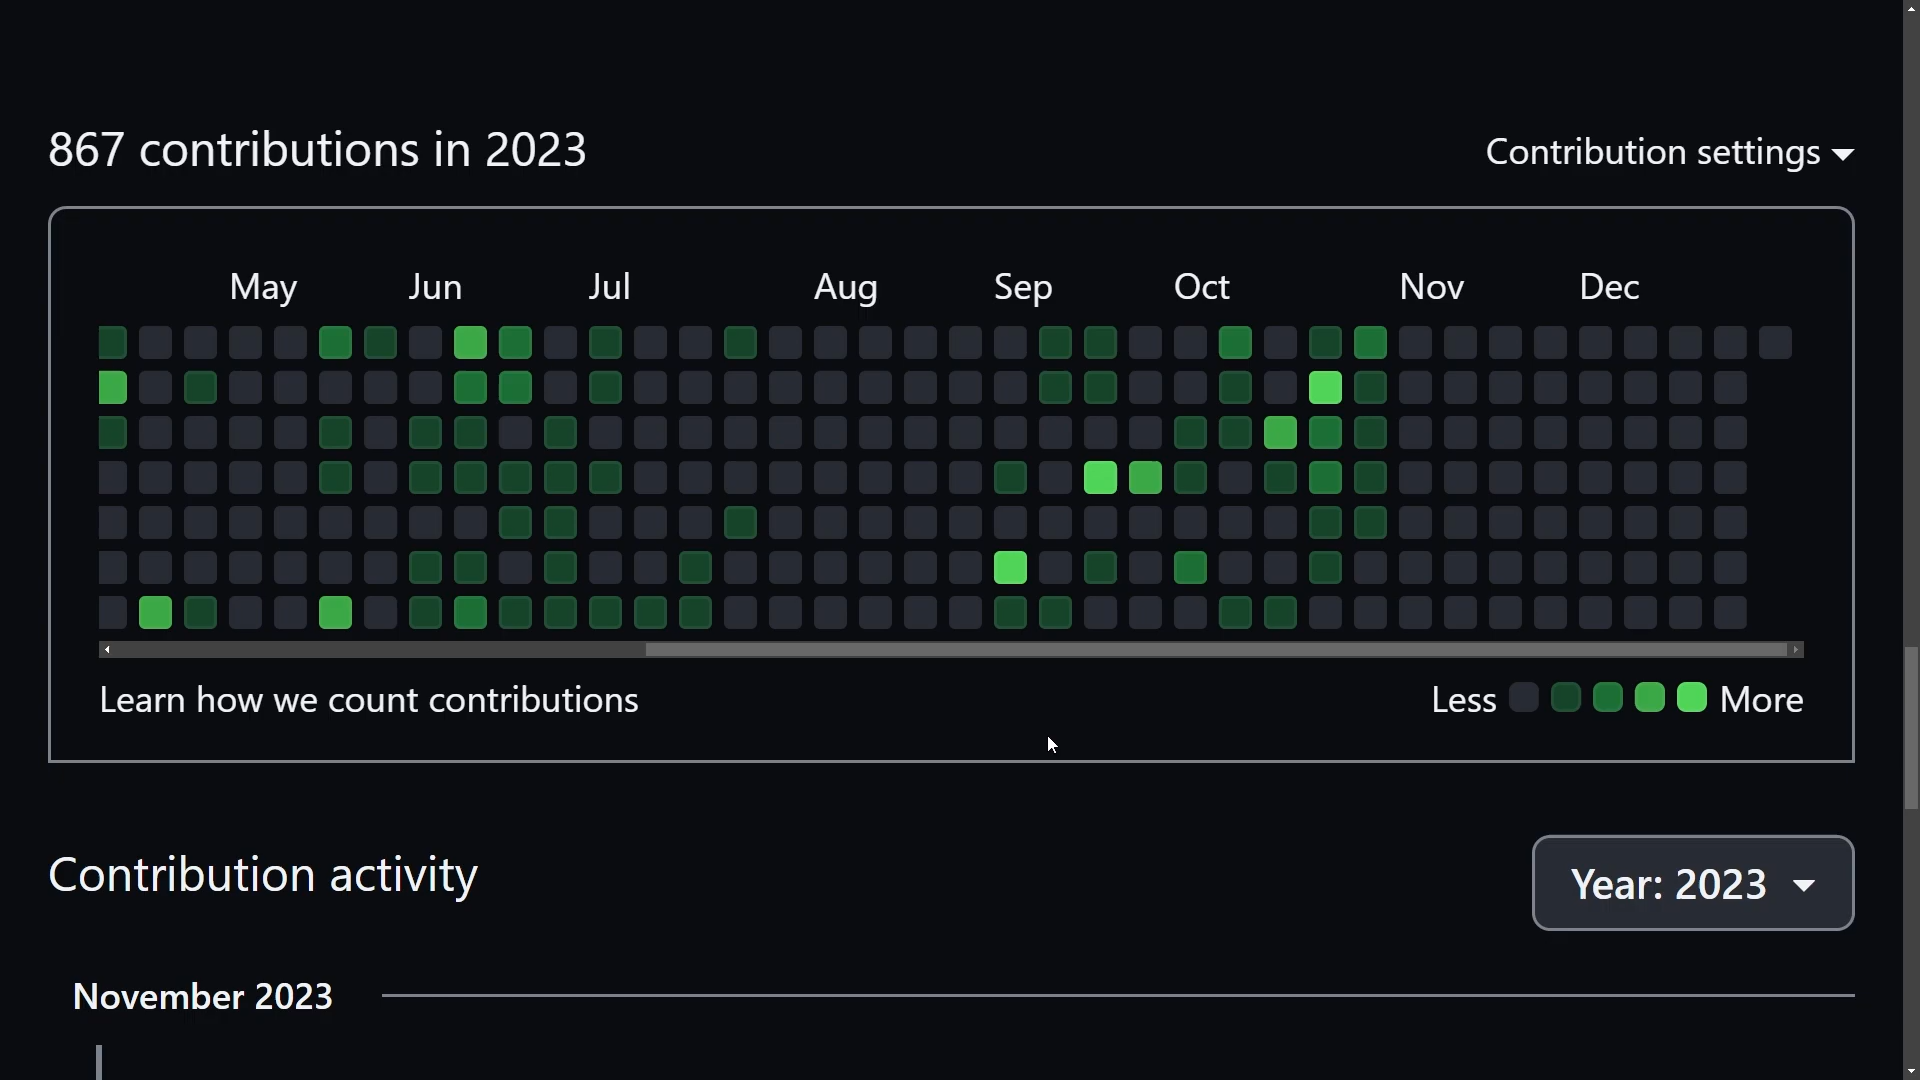 867 contributions in 2023
Contribution settings
May Jun Jul Aug Sep Oct Nov Dec
Learn how we count contributions
Less More
Contribution activity
Year: 2023
November 2023